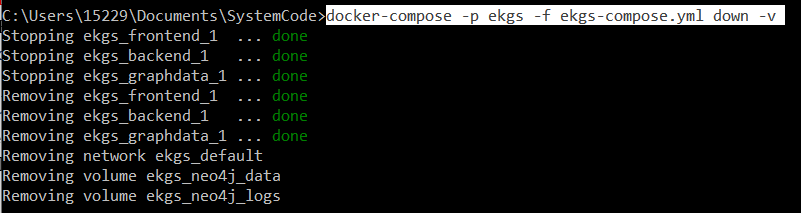 C:\Users\15229\Documents\SystemCode>docker-compose -p ekgs -f ekgs-compose.yml down -v
Stopping ekgs_frontend_1  ... done
Stopping ekgs_backend_1   ... done
Stopping ekgs_graphdata_1 ... done
Removing ekgs_frontend_1  ... done
Removing ekgs_backend_1   ... done
Removing ekgs_graphdata_1 ... done
Removing network ekgs_default
Removing volume ekgs_neo4j_data
Removing volume ekgs_neo4j_logs